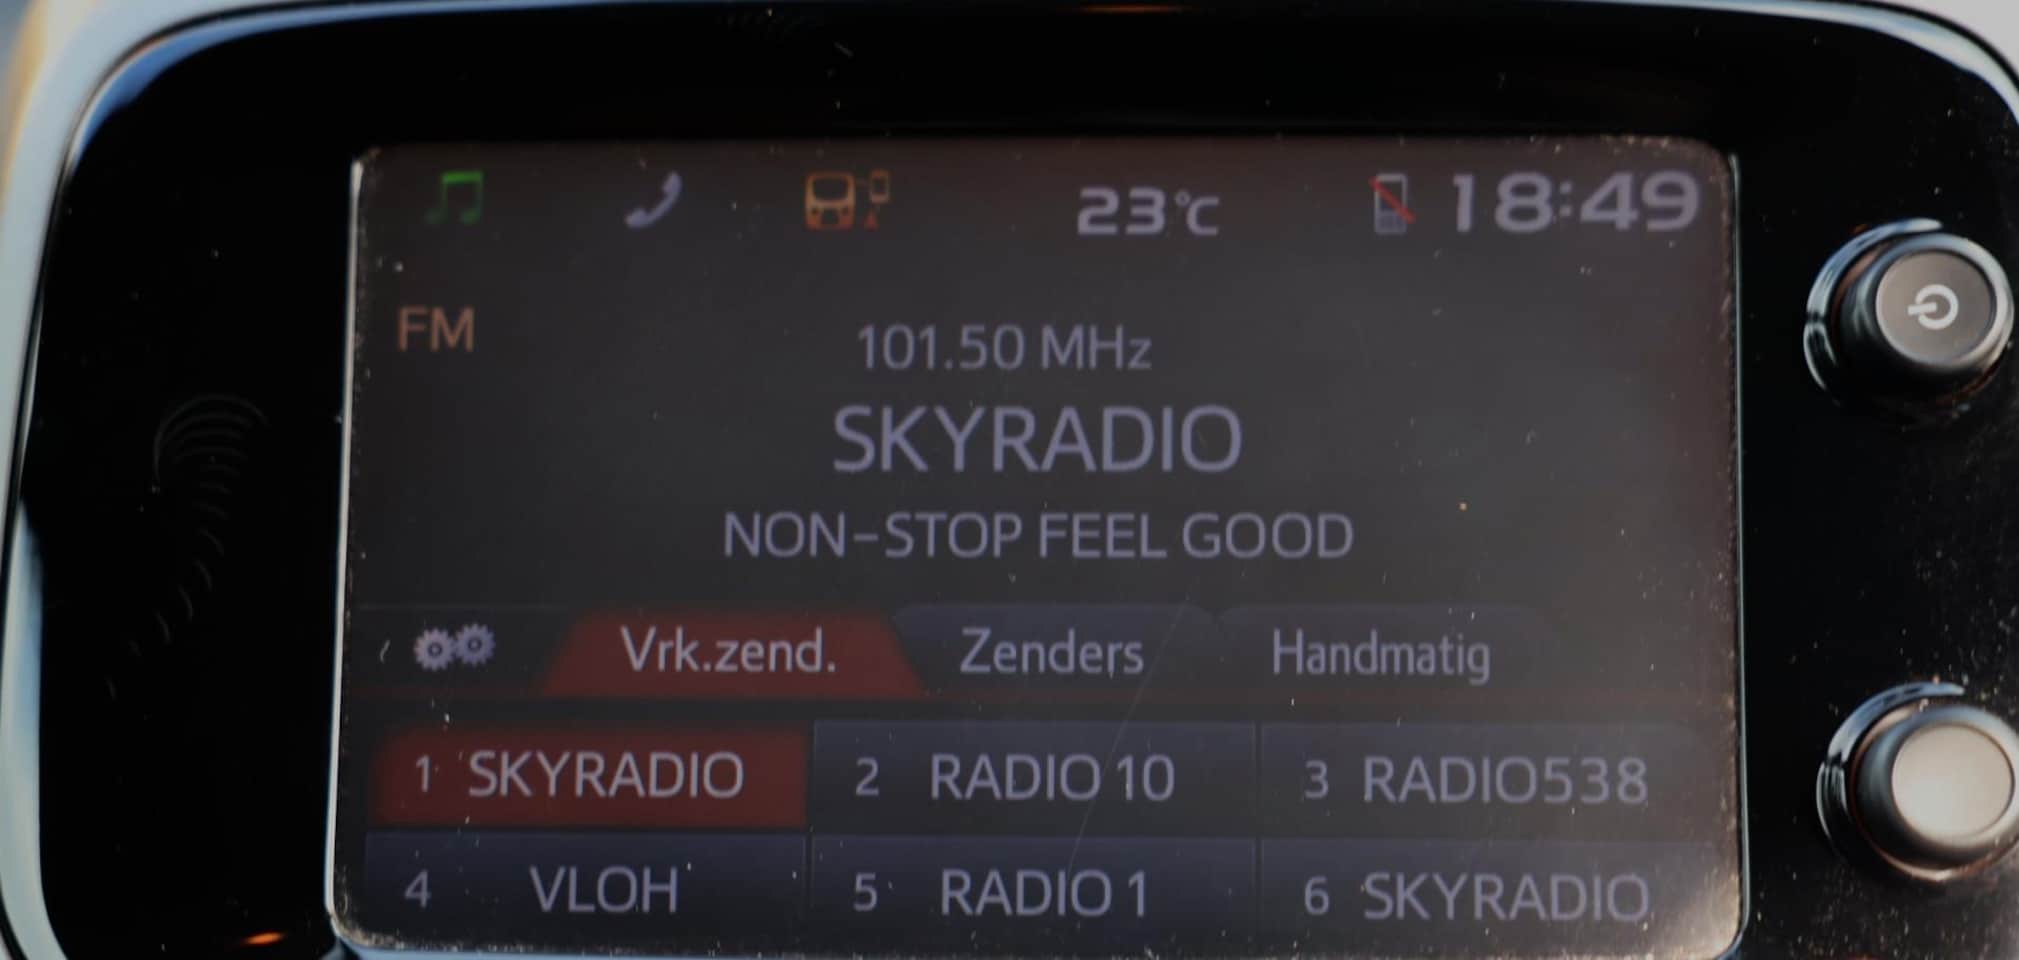 23°C 18:49
FM
101.50 MHz
SKYRADIO
NON-STOP FEEL GOOD
Vrk.zend. Zenders Handmatig
1 SKYRADIO 2 RADIO 10 3 RADIO538
4 VLOH 5 RADIO 1 6 SKYRADIO